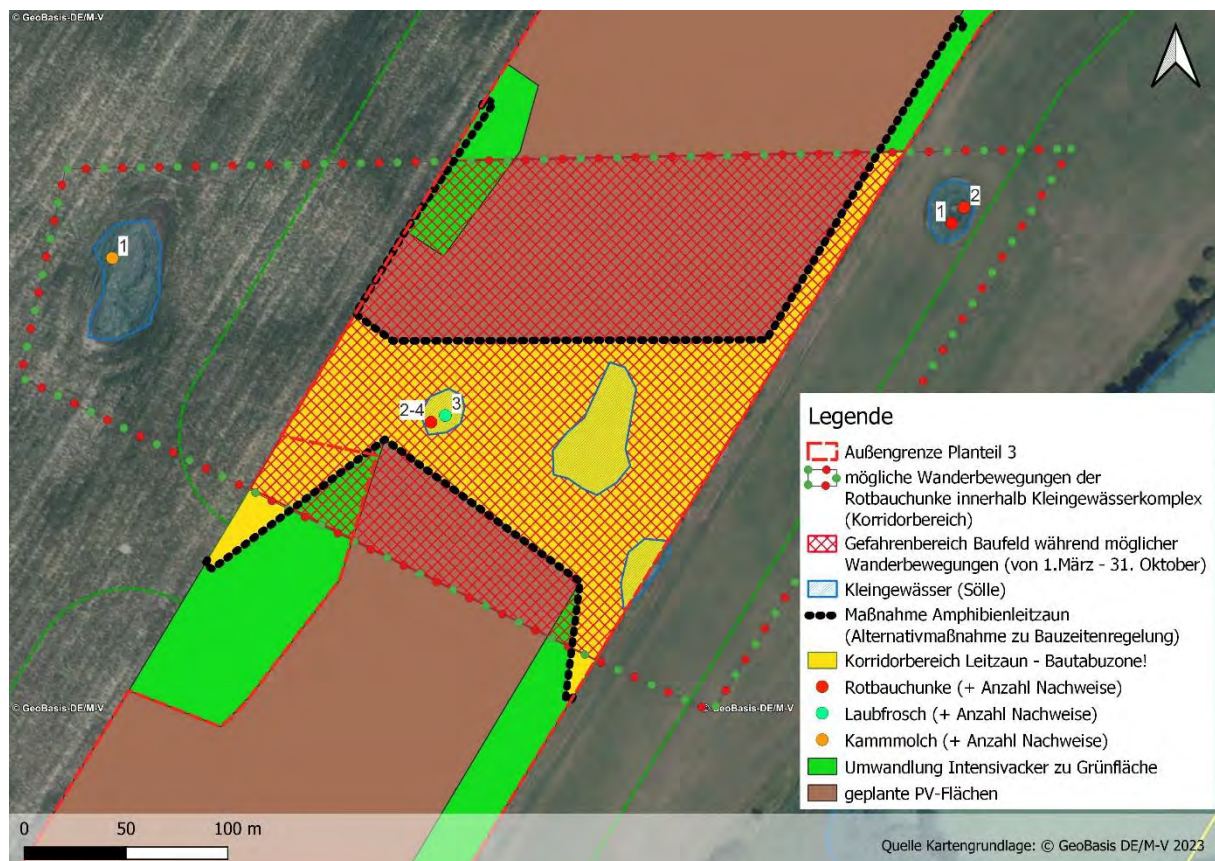 © GeoBasis-DE/M-V
1
1
2
2-4
3
© GeoBasis-DE/M-V
© GeoBasis-DE/M-V
Legende
Außengrenze Planteil 3
mögliche Wanderbewegungen der
Rotbauchunke innerhalb Kleingewässerkomplex
(Korridorbereich)
Gefahrenbereich Baufeld während möglicher
Wanderbewegungen (von 1.März - 31. Oktober)
Kleingewässer (Sölle)
Maßnahme Amphibienleitzaun
(Alternativmaßnahme zu Bauzeitenregelung)
Korridorbereich Leitzaun - Bautabuzone!
Rotbauchunke (+ Anzahl Nachweise)
Laubfrosch (+ Anzahl Nachweise)
Kammmolch (+ Anzahl Nachweise)
Umwandlung Intensivacker zu Grünfläche
geplante PV-Flächen
0 50 100 m
Quelle Kartengrundlage: © GeoBasis DE/M-V 2023